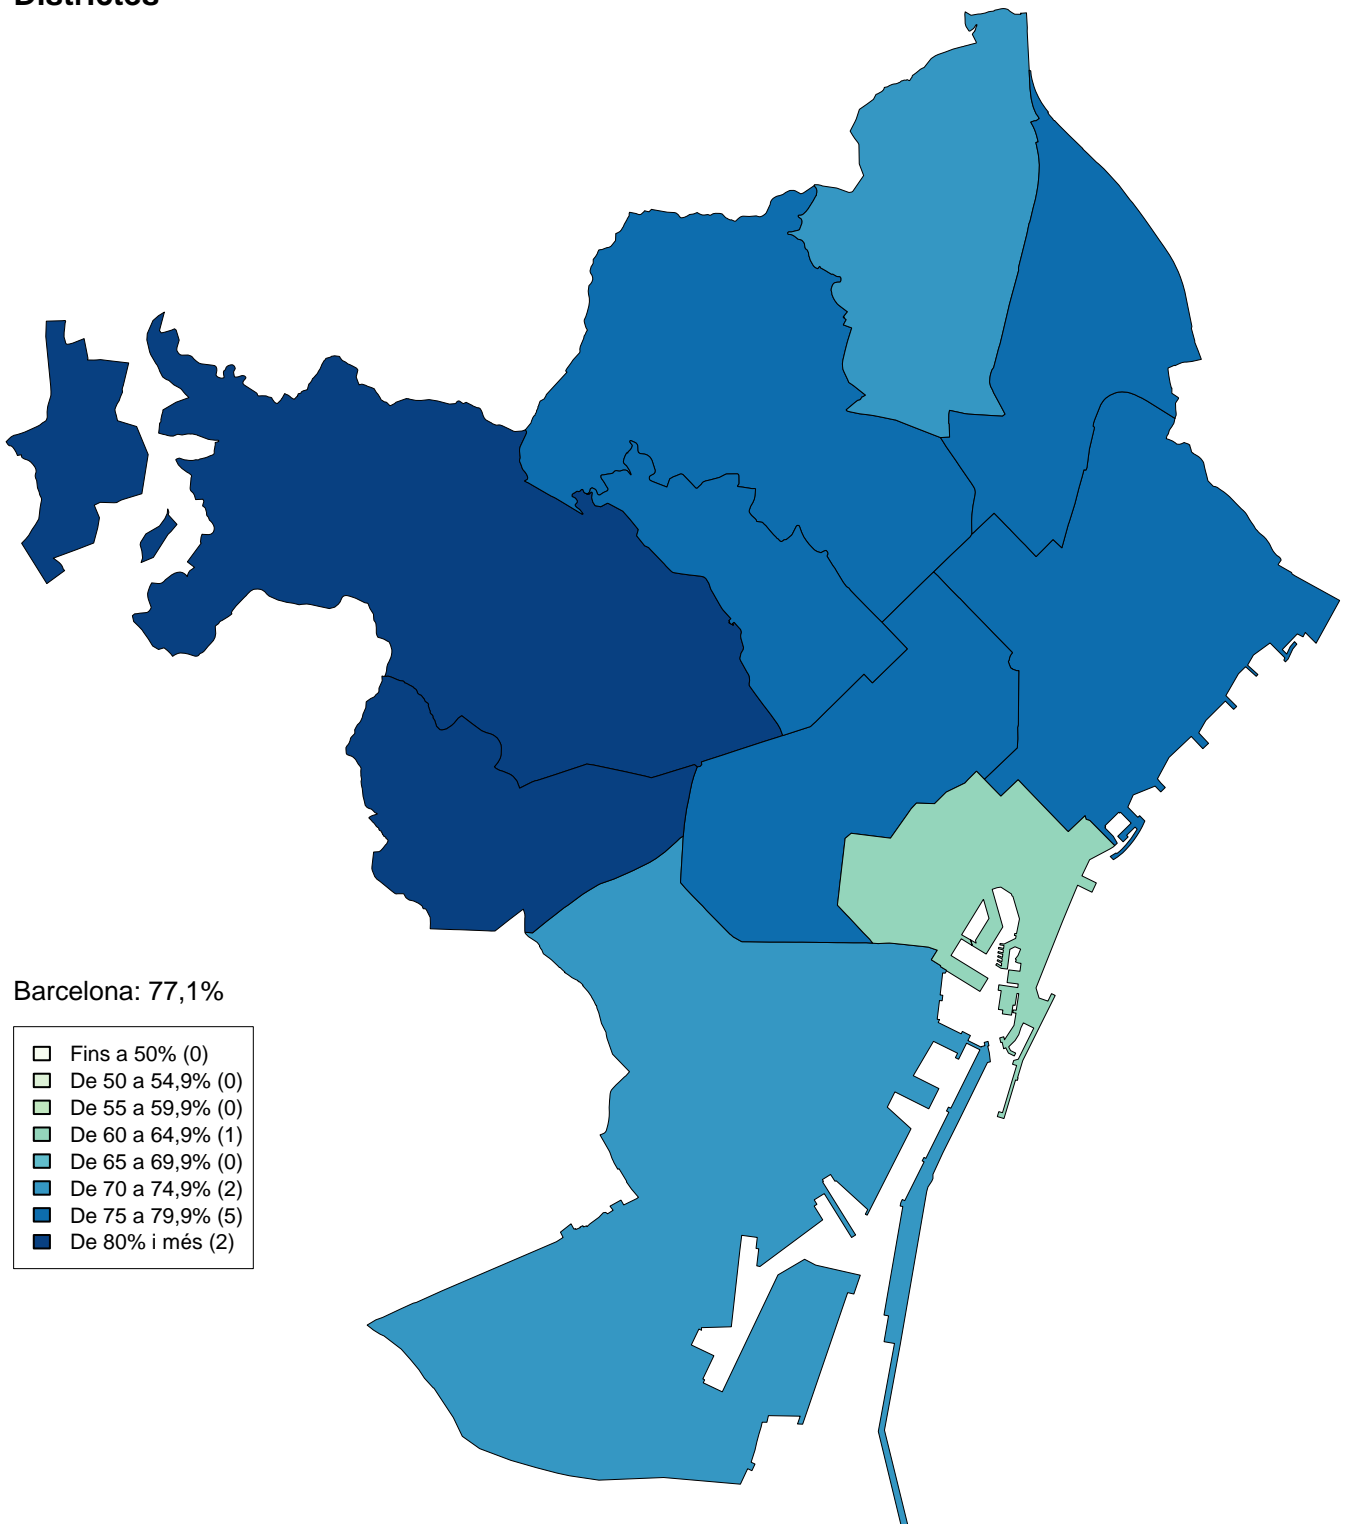 Districtes
Barcelona: 77,1%
Fins a 50% (0)
De 50 a 54,9% (0)
De 55 a 59,9% (0)
De 60 a 64,9% (1)
De 65 a 69,9% (0)
De 70 a 74,9% (2)
De 75 a 79,9% (5)
De 80% i més (2)